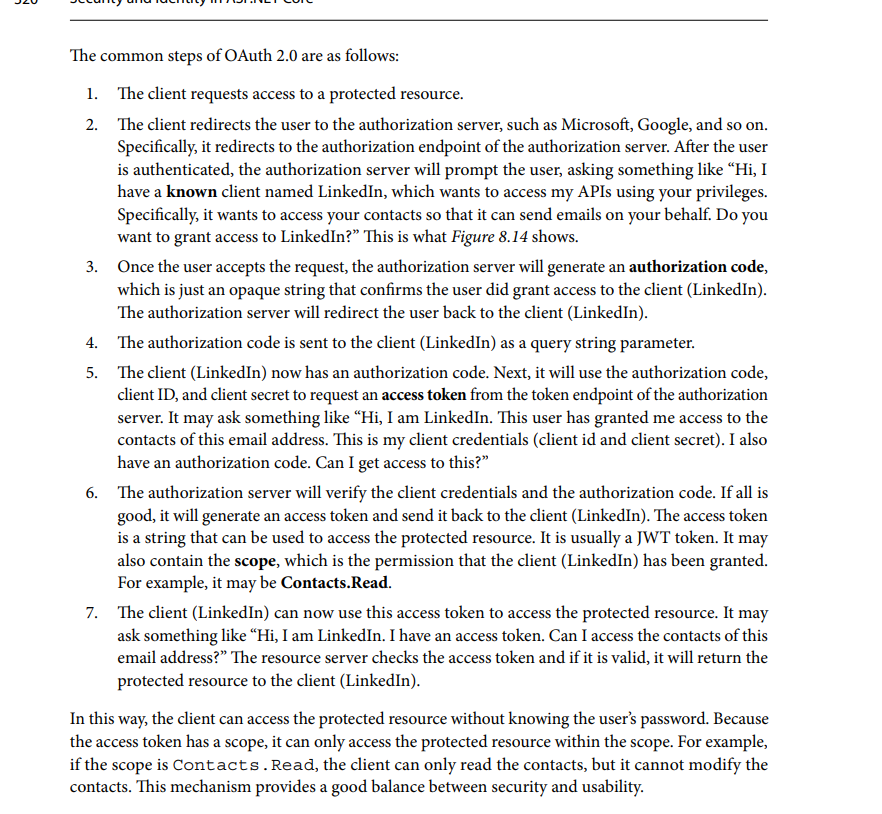 The common steps of OAuth 2.0 are as follows:
1. The client requests access to a protected resource.
2. The client redirects the user to the authorization server, such as Microsoft, Google, and so on.
Specifically, it redirects to the authorization endpoint of the authorization server. After the user
is authenticated, the authorization server will prompt the user, asking something like “Hi, I
have a known client named LinkedIn, which wants to access my APIs using your privileges.
Specifically, it wants to access your contacts so that it can send emails on your behalf. Do you
want to grant access to LinkedIn?” This is what Figure 8.14 shows.
3. Once the user accepts the request, the authorization server will generate an authorization code,
which is just an opaque string that confirms the user did grant access to the client (LinkedIn).
The authorization server will redirect the user back to the client (LinkedIn).
4. The authorization code is sent to the client (LinkedIn) as a query string parameter.
5. The client (LinkedIn) now has an authorization code. Next, it will use the authorization code,
client ID, and client secret to request an access token from the token endpoint of the authorization
server. It may ask something like “Hi, I am LinkedIn. This user has granted me access to the
contacts of this email address. This is my client credentials (client id and client secret). I also
have an authorization code. Can I get access to this?”
6. The authorization server will verify the client credentials and the authorization code. If all is
good, it will generate an access token and send it back to the client (LinkedIn). The access token
is a string that can be used to access the protected resource. It is usually a JWT token. It may
also contain the scope, which is the permission that the client (LinkedIn) has been granted.
For example, it may be Contacts.Read.
7. The client (LinkedIn) can now use this access token to access the protected resource. It may
ask something like “Hi, I am LinkedIn. I have an access token. Can I access the contacts of this
email address?” The resource server checks the access token and if it is valid, it will return the
protected resource to the client (LinkedIn).
In this way, the client can access the protected resource without knowing the user’s password. Because
the access token has a scope, it can only access the protected resource within the scope. For example,
if the scope is Contacts.Read, the client can only read the contacts, but it cannot modify the
contacts. This mechanism provides a good balance between security and usability.